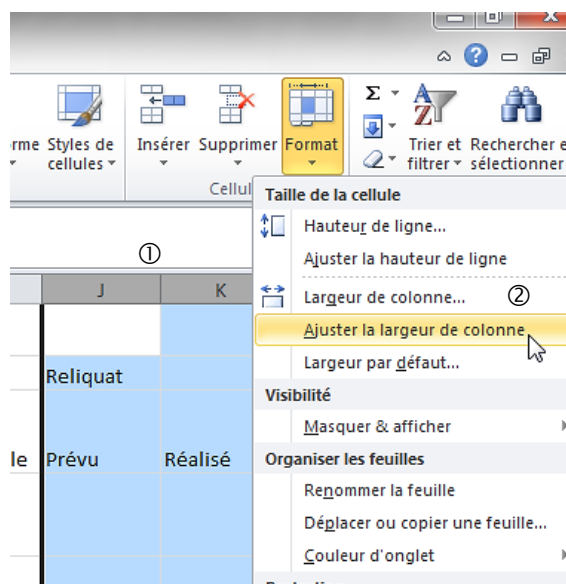 rme Styles de Insérer Supprimer Format Σ Trier et Rechercher e
cellules filtrer sélectionner
Cellul
Taille de la cellule
Hauteur de ligne...
Ajuster la hauteur de ligne
①
J K Largeur de colonne... ②
Ajuster la largeur de colonne
Largeur par défaut...
Reliquat
Visibilité
Masquer & afficher
le Prévu Réalisé Organiser les feuilles
Renommer la feuille
Déplacer ou copier une feuille...
Couleur d'onglet